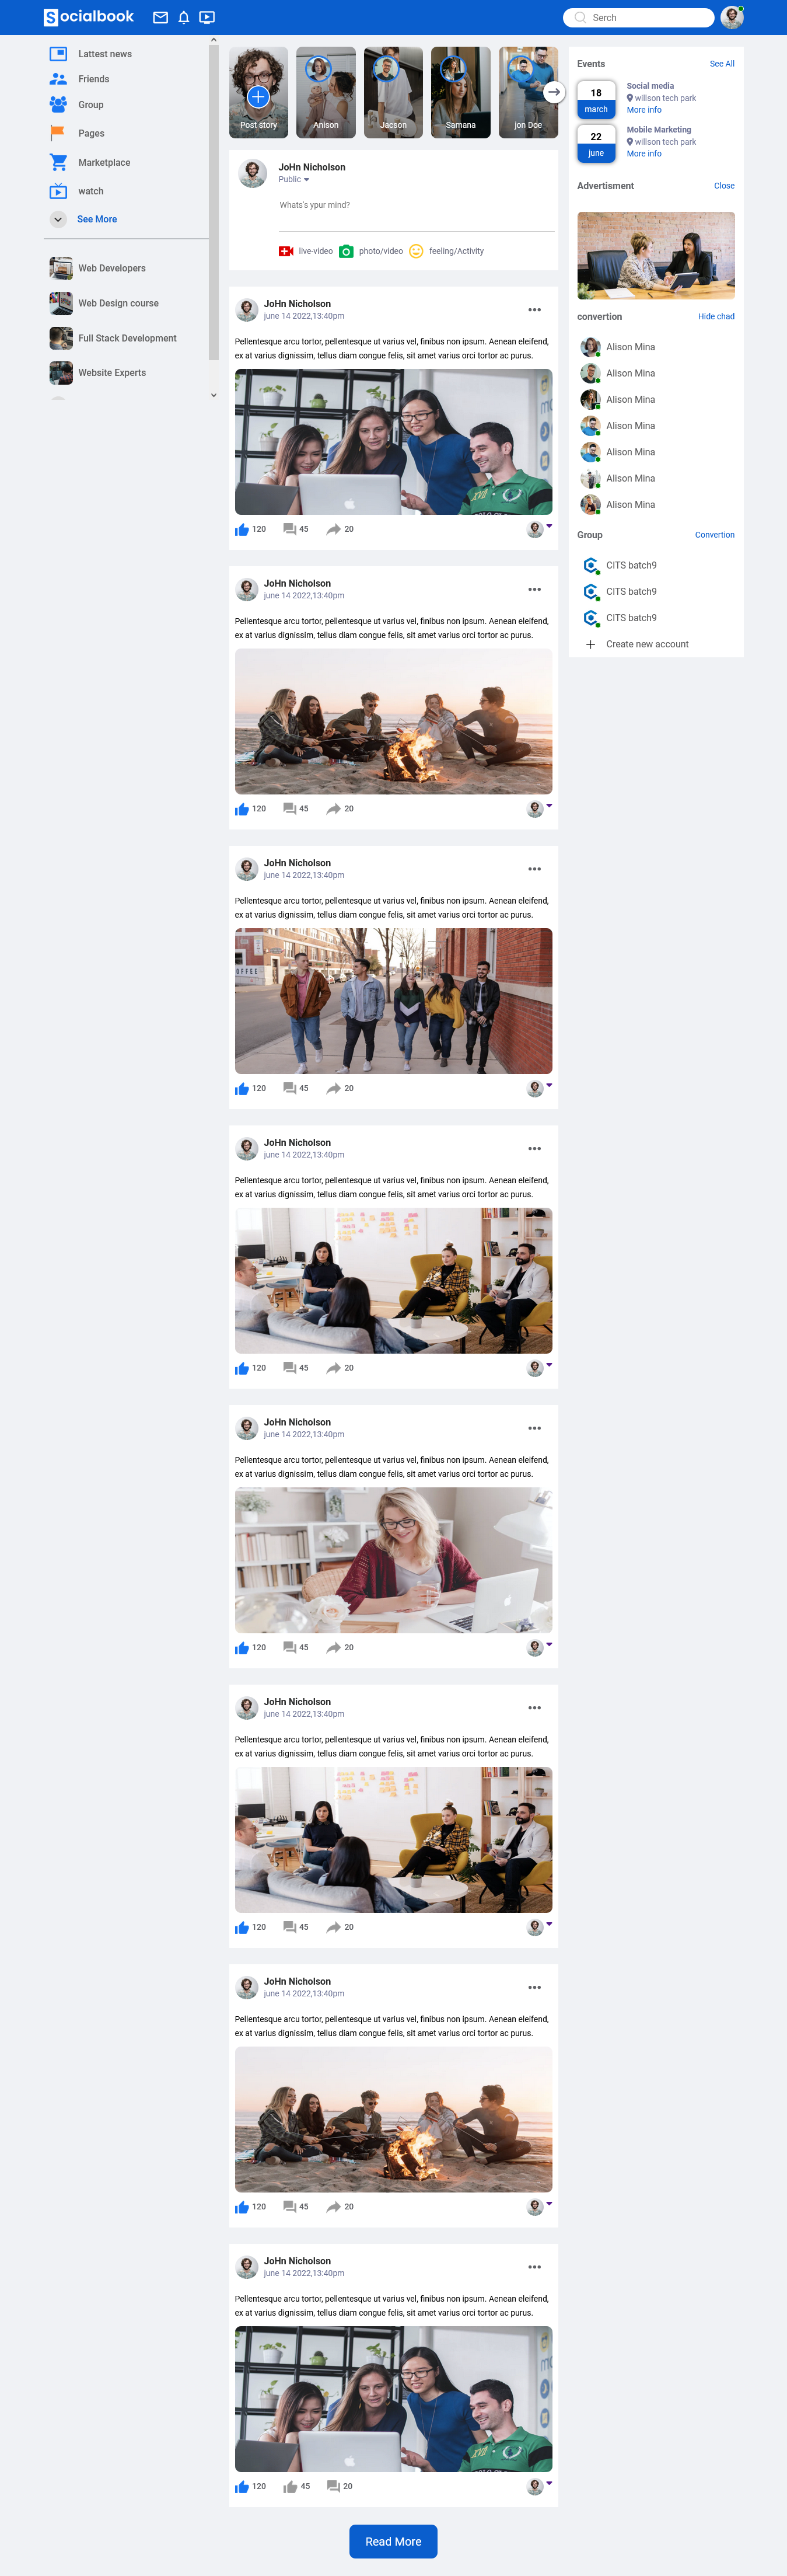 Socialbook
Serch
Lattest news
Friends
Group
Pages
Marketplace
watch
See More
Web Developers
Web Design course
Full Stack Development
Website Experts
Post story
Anison
Jacson
Samana
jon Doe
JoHn Nicholson
Public
Whats's ypur mind?
live-video
photo/video
feeling/Activity
JoHn Nicholson
june 14 2022,13:40pm
Pellentesque arcu tortor, pellentesque ut varius vel, finibus non ipsum. Aenean eleifend,
ex at varius dignissim, tellus diam congue felis, sit amet varius orci tortor ac purus.
120
45
20
JoHn Nicholson
june 14 2022,13:40pm
Pellentesque arcu tortor, pellentesque ut varius vel, finibus non ipsum. Aenean eleifend,
ex at varius dignissim, tellus diam congue felis, sit amet varius orci tortor ac purus.
120
45
20
JoHn Nicholson
june 14 2022,13:40pm
Pellentesque arcu tortor, pellentesque ut varius vel, finibus non ipsum. Aenean eleifend,
ex at varius dignissim, tellus diam congue felis, sit amet varius orci tortor ac purus.
OFFEE
120
45
20
JoHn Nicholson
june 14 2022,13:40pm
Pellentesque arcu tortor, pellentesque ut varius vel, finibus non ipsum. Aenean eleifend,
ex at varius dignissim, tellus diam congue felis, sit amet varius orci tortor ac purus.
120
45
20
JoHn Nicholson
june 14 2022,13:40pm
Pellentesque arcu tortor, pellentesque ut varius vel, finibus non ipsum. Aenean eleifend,
ex at varius dignissim, tellus diam congue felis, sit amet varius orci tortor ac purus.
120
45
20
JoHn Nicholson
june 14 2022,13:40pm
Pellentesque arcu tortor, pellentesque ut varius vel, finibus non ipsum. Aenean eleifend,
ex at varius dignissim, tellus diam congue felis, sit amet varius orci tortor ac purus.
120
45
20
JoHn Nicholson
june 14 2022,13:40pm
Pellentesque arcu tortor, pellentesque ut varius vel, finibus non ipsum. Aenean eleifend,
ex at varius dignissim, tellus diam congue felis, sit amet varius orci tortor ac purus.
120
45
20
JoHn Nicholson
june 14 2022,13:40pm
Pellentesque arcu tortor, pellentesque ut varius vel, finibus non ipsum. Aenean eleifend,
ex at varius dignissim, tellus diam congue felis, sit amet varius orci tortor ac purus.
120
45
20
Read More
Events
See All
18
march
Social media
willson tech park
More info
22
june
Mobile Marketing
willson tech park
More info
Advertisment
Close
convertion
Hide chad
Alison Mina
Alison Mina
Alison Mina
Alison Mina
Alison Mina
Alison Mina
Alison Mina
Group
Convertion
CITS batch9
CITS batch9
CITS batch9
Create new account